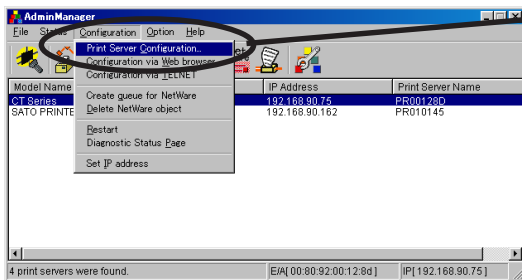 AdminManager
File Status Configuration Option Help
Print Server Configuration...
Configuration via Web browser
Configuration via TELNET
Create queue for NetWare
Delete NetWare object
Restart
Diagnostic Status Page
Set IP address
Model Name IP Address Print Server Name
CT Series 192.168.90.75 PR00128D
SATO PRINTE 192.168.90.162 PR010145
4 print servers were found. E/A[ 00:80:92:00:12:8d ] IP[ 192.168.90.75 ]